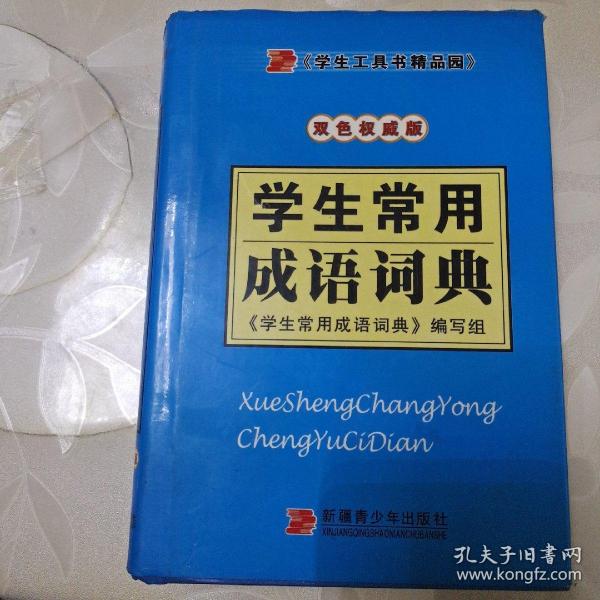 《学生工具书精品园》
双色权威版
学生常用
成语词典
《学生常用成语词典》编写组
XueShengChangYong
ChengYuCiDian
新疆青少年出版社
XINJIANGQINGSHAONIANCHUBANSHE
孔夫子旧书网
www.kongfz.com